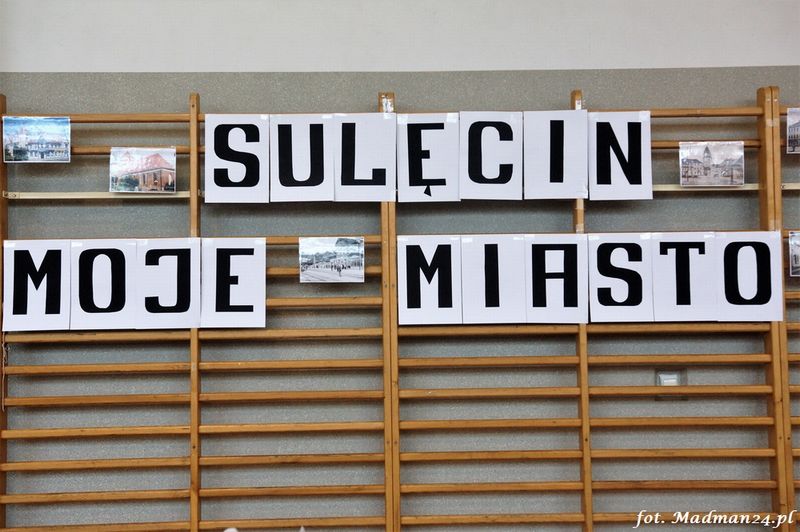 SULĘCIN
MOJE MIASTO
fot. Madman24.pl